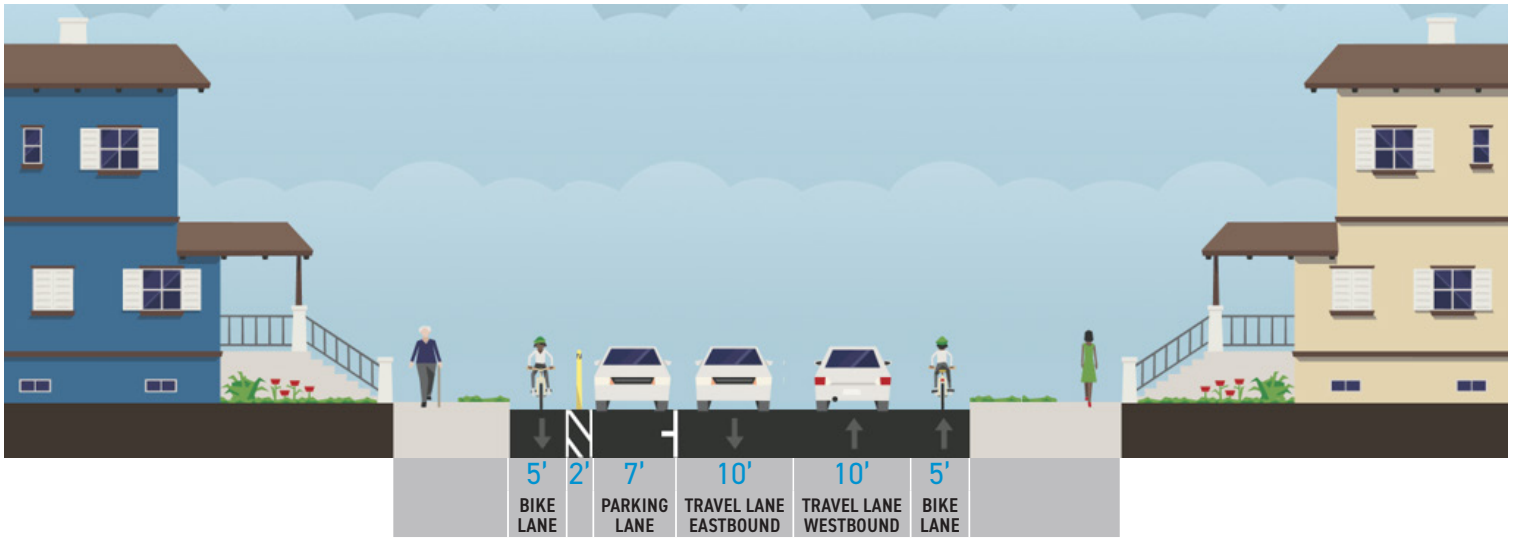 5’ 2’ 7’ 10’ 10’ 5’
BIKE LANE
PARKING LANE
TRAVEL LANE EASTBOUND
TRAVEL LANE WESTBOUND
BIKE LANE